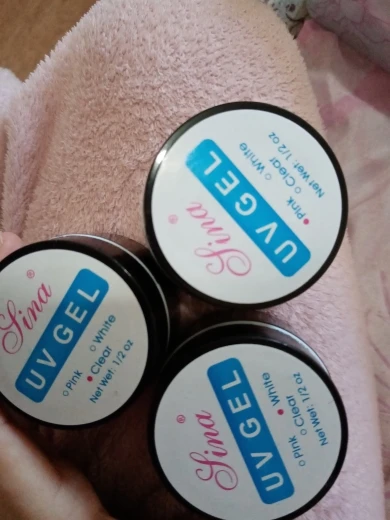 Sina ®
UV GEL
• Pink ○ White
○ Clear
Net Wet: 1/2 oz
Sina ®
UV GEL
○ Pink ○ White
• Clear
Net Wet: 1/2 oz
Sina ®
UV GEL
○ Pink • White
○ Clear
Net Wet: 1/2 oz